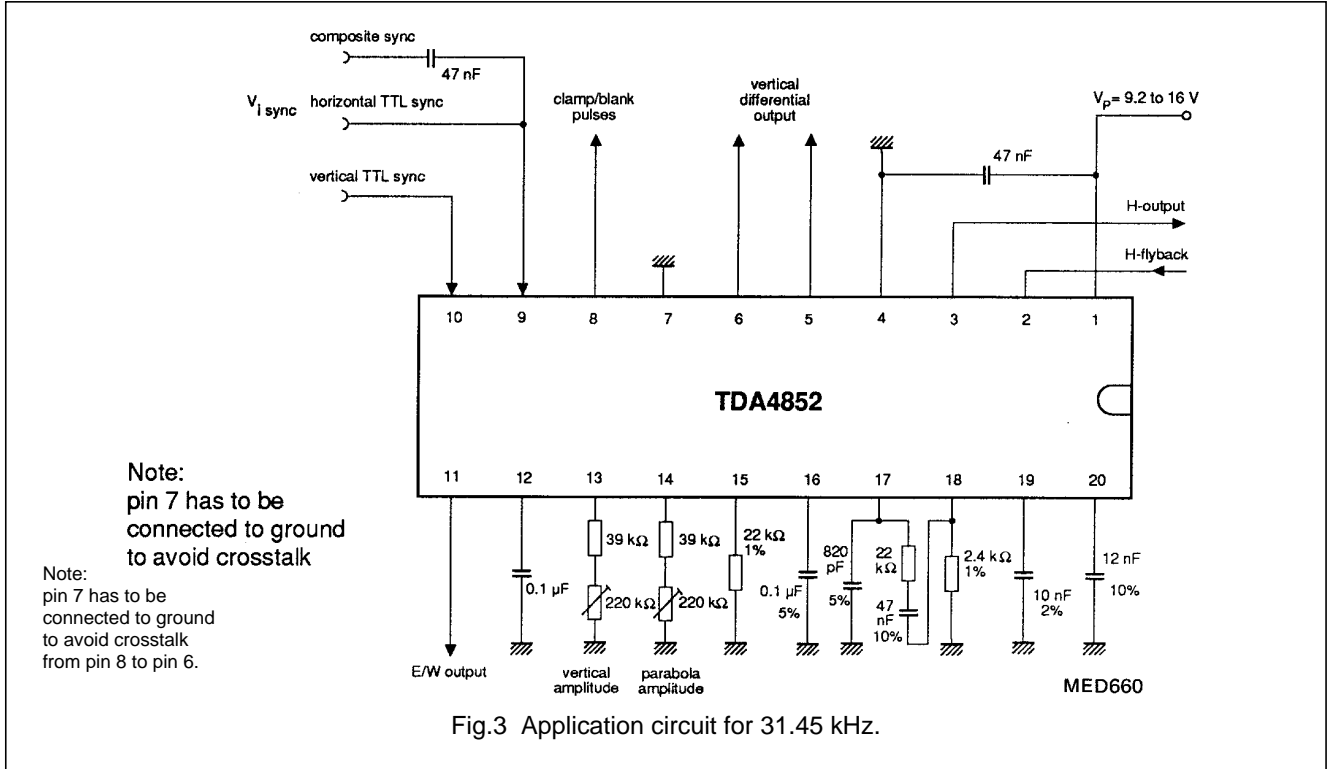 composite sync
47 nF
Vi sync
horizontal TTL sync
vertical TTL sync
clamp/blank
pulses
vertical
differential
output
VP= 9.2 to 16 V
47 nF
H-output
H-flyback
10 9 8 7 6 5 4 3 2 1
TDA4852
11 12 13 14 15 16 17 18 19 20
Note:
pin 7 has to be
connected to ground
to avoid crosstalk
Note:
pin 7 has to be
connected to ground
to avoid crosstalk
from pin 8 to pin 6.
0.1 µF
39 kΩ
220 kΩ
39 kΩ
220 kΩ
22 kΩ
1%
0.1 µF
5%
820
pF
5%
22
kΩ
47
nF
10%
2.4 kΩ
1%
10 nF
2%
12 nF
10%
E/W output
vertical
amplitude
parabola
amplitude
MED660
Fig.3 Application circuit for 31.45 kHz.